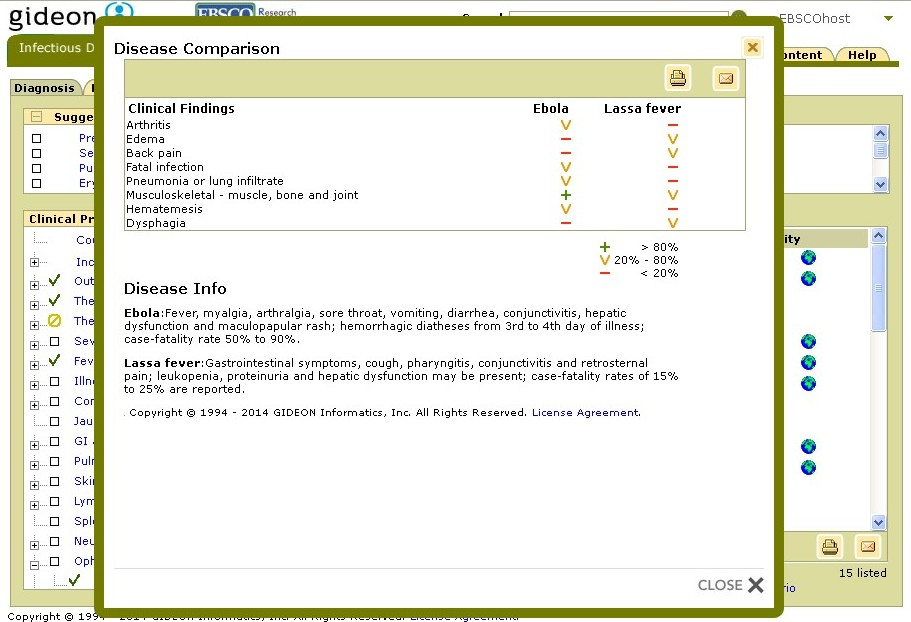 gideon
EBSCO Research
EBSCOhost
Infectious D
ontent
Help
Disease Comparison
Diagnosis
Clinical Findings Ebola Lassa fever
Arthritis V −
Edema − V
Back pain − V
Fatal infection V −
Pneumonia or lung infiltrate V −
Musculoskeletal - muscle, bone and joint + V
Hematemesis V −
Dysphagia − V
+ > 80%
V 20% - 80%
− < 20%
Disease Info
Ebola:Fever, myalgia, arthralgia, sore throat, vomiting, diarrhea, conjunctivitis, hepatic
dysfunction and maculopapular rash; hemorrhagic diatheses from 3rd to 4th day of illness;
case-fatality rate 50% to 90%.
Lassa fever:Gastrointestinal symptoms, cough, pharyngitis, conjunctivitis and retrosternal
pain; leukopenia, proteinuria and hepatic dysfunction may be present; case-fatality rates of 15%
to 25% are reported.
. Copyright © 1994 - 2014 GIDEON Informatics, Inc. All Rights Reserved. License Agreement.
CLOSE
Sugge
Pre
Se
Pu
Ery
Clinical Pr
Cou
Inc
Out
The
The
Sev
Fev
Illn
Con
Jau
GI
Pulr
Skir
Lym
Sple
Neu
Oph
ity
15 listed
rio
Copyright © 199